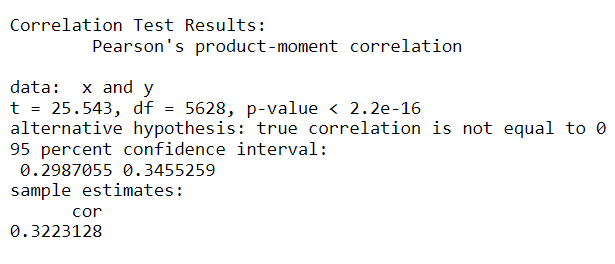 Correlation Test Results:
Pearson's product-moment correlation
data:  x and y
t = 25.543, df = 5628, p-value < 2.2e-16
alternative hypothesis: true correlation is not equal to 0
95 percent confidence interval:
0.2987055 0.3455259
sample estimates:
cor
0.3223128